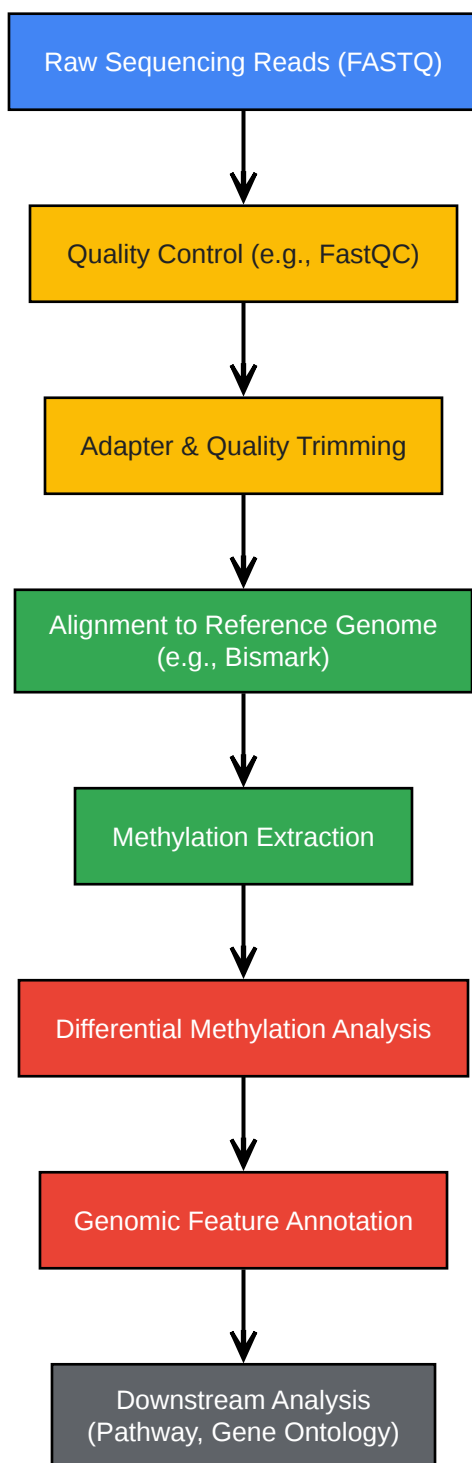 Raw Sequencing Reads (FASTQ)
Quality Control (e.g., FastQC)
Adapter & Quality Trimming
Alignment to Reference Genome
(e.g., Bismark)
Methylation Extraction
Differential Methylation Analysis
Genomic Feature Annotation
Downstream Analysis
(Pathway, Gene Ontology)